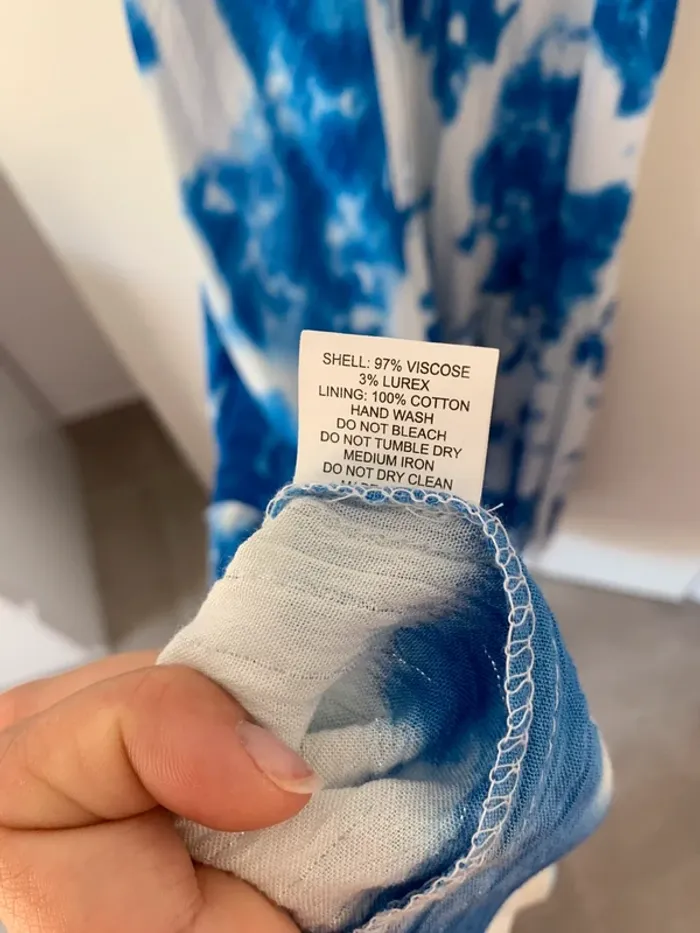 SHELL: 97% VISCOSE
3% LUREX
LINING: 100% COTTON
HAND WASH
DO NOT BLEACH
DO NOT TUMBLE DRY
MEDIUM IRON
DO NOT DRY CLEAN